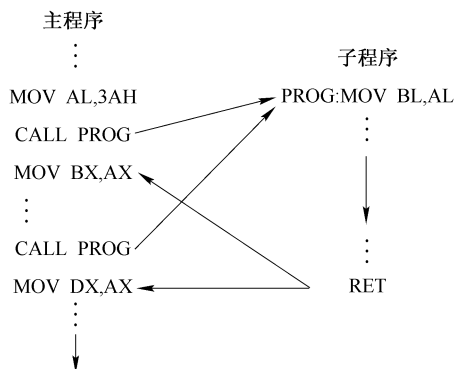 主程序
MOV AL,3AH
CALL PROG
MOV BX,AX
CALL PROG
MOV DX,AX
子程序
PROG:MOV BL,AL
RET